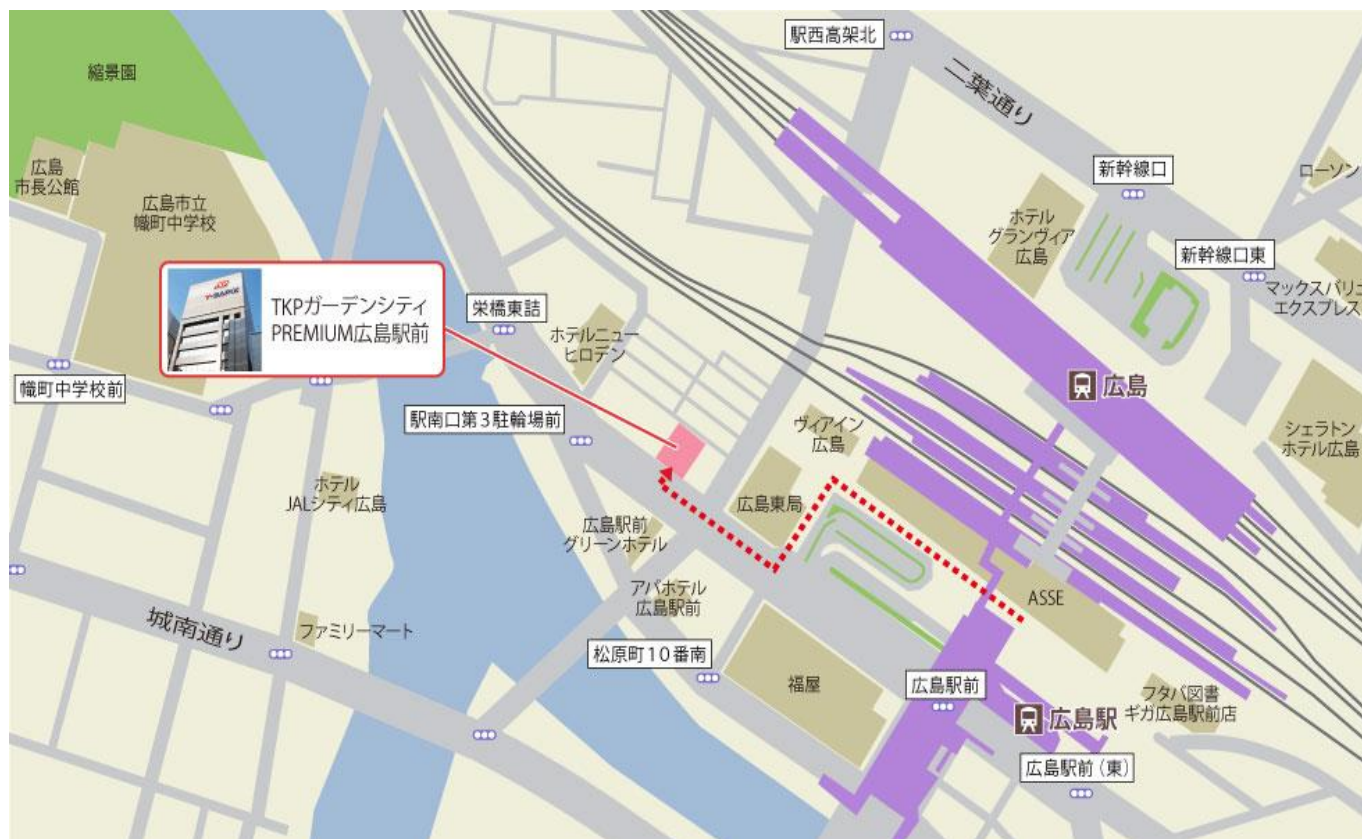 駅西高架北
縮景園
二葉通り
新幹線口
ローソン
広島
市長公館
広島市立
幟町中学校
ホテル
グランヴィア
広島
新幹線口東
マックスバリュ
エクスプレス
TKPガーデンシティ
PREMIUM広島駅前
栄橋東詰
ホテルニュー
ヒロデン
幟町中学校前
広島
駅南口第3駐輪場前
ヴィアイン
広島
シェラトン
ホテル広島
ホテル
JALシティ広島
広島東局
広島駅前
グリーンホテル
アパホテル
広島駅前
ASSE
城南通り
ファミリーマート
松原町10番南
福屋
広島駅前
フタバ図書
ギガ広島駅前店
広島駅
広島駅前(東)